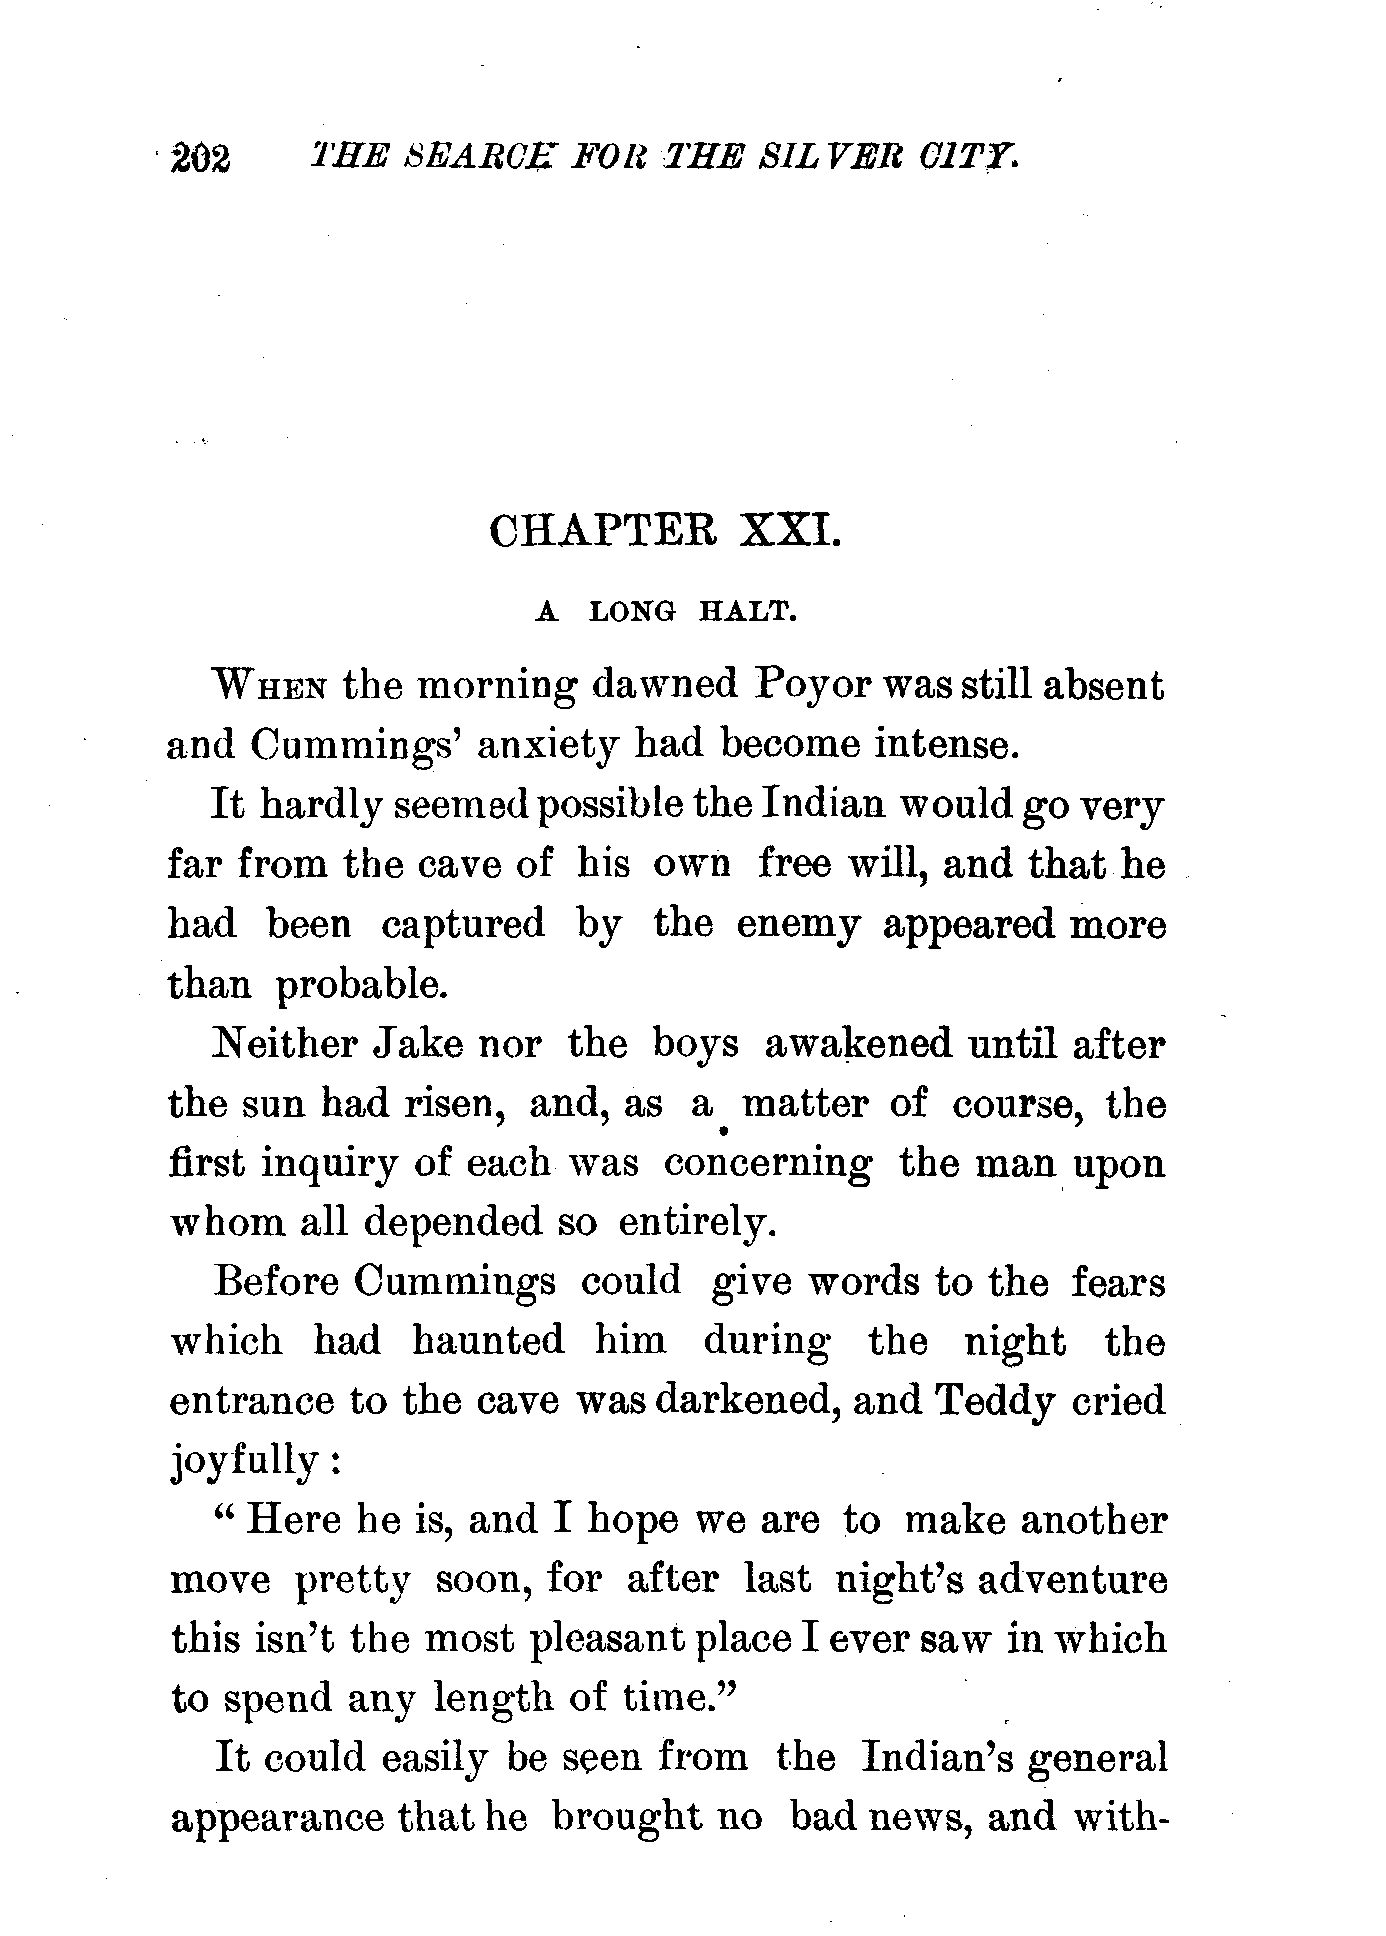 202 THE SEARCH FOR THE SILVER CITY.
CHAPTER XXI.
A LONG HALT.
WHEN the morning dawned Poyor was still absent
and Cummings' anxiety had become intense.
It hardly seemed possible the Indian would go very
far from the cave of his own free will, and that he
had been captured by the enemy appeared more
than probable.
Neither Jake nor the boys awakened until after
the sun had risen, and, as a matter of course, the
first inquiry of each was concerning the man upon
whom all depended so entirely.
Before Cummings could give words to the fears
which had haunted him during the night the
entrance to the cave was darkened, and Teddy cried
joyfully :
" Here he is, and I hope we are to make another
move pretty soon, for after last night's adventure
this isn't the most pleasant place I ever saw in which
to spend any length of time."
It could easily be seen from the Indian's general
appearance that he brought no bad news, and with-